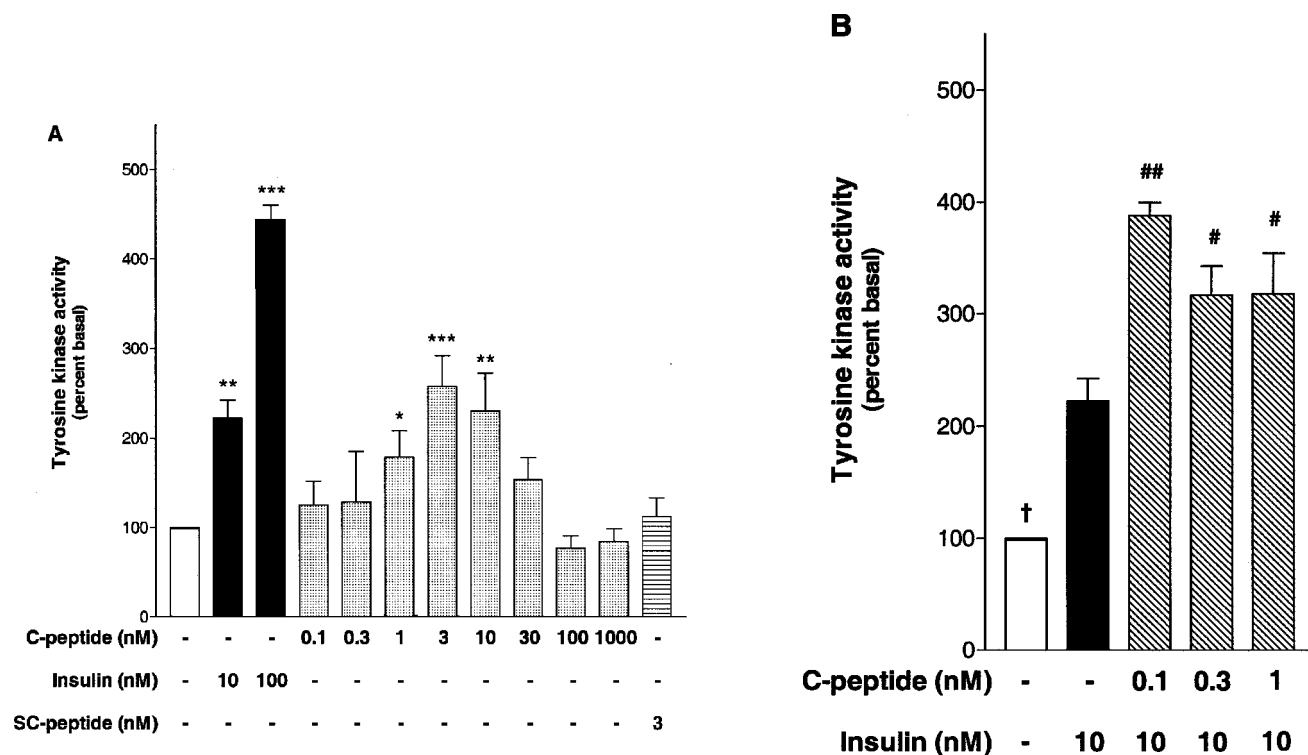 A
Tyrosine kinase activity
(percent basal)
500
400
300
200
100
0
** *** * *** **
C-peptide (nM) - - - 0.1 0.3 1 3 10 30 100 1000 -
Insulin (nM) - 10 100 - - - - - - - - -
SC-peptide (nM) - - - - - - - - - - - 3
B
Tyrosine kinase activity
(percent basal)
500
400
300
200
100
0
† ## # #
C-peptide (nM) - - 0.1 0.3 1
Insulin (nM) - 10 10 10 10